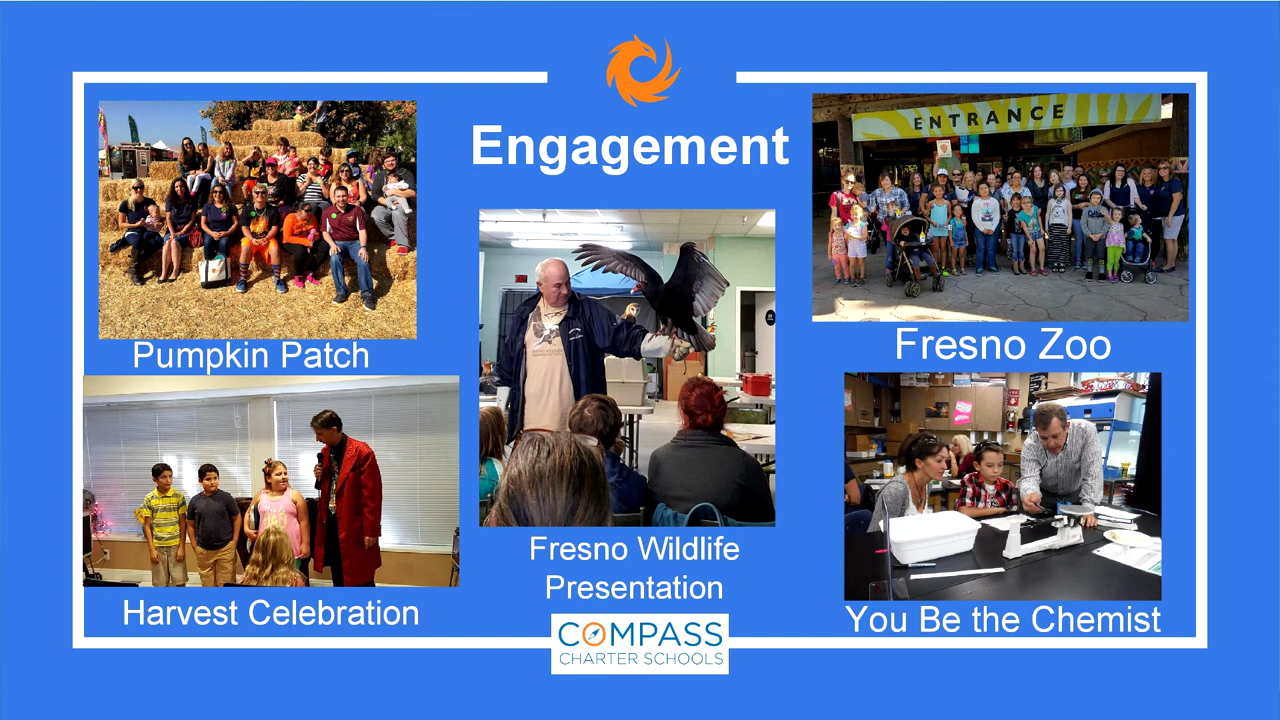 Engagement
ENTRANCE
Pumpkin Patch
Fresno Zoo
Harvest Celebration
Fresno Wildlife
Presentation
You Be the Chemist
COMPASS
CHARTER SCHOOLS